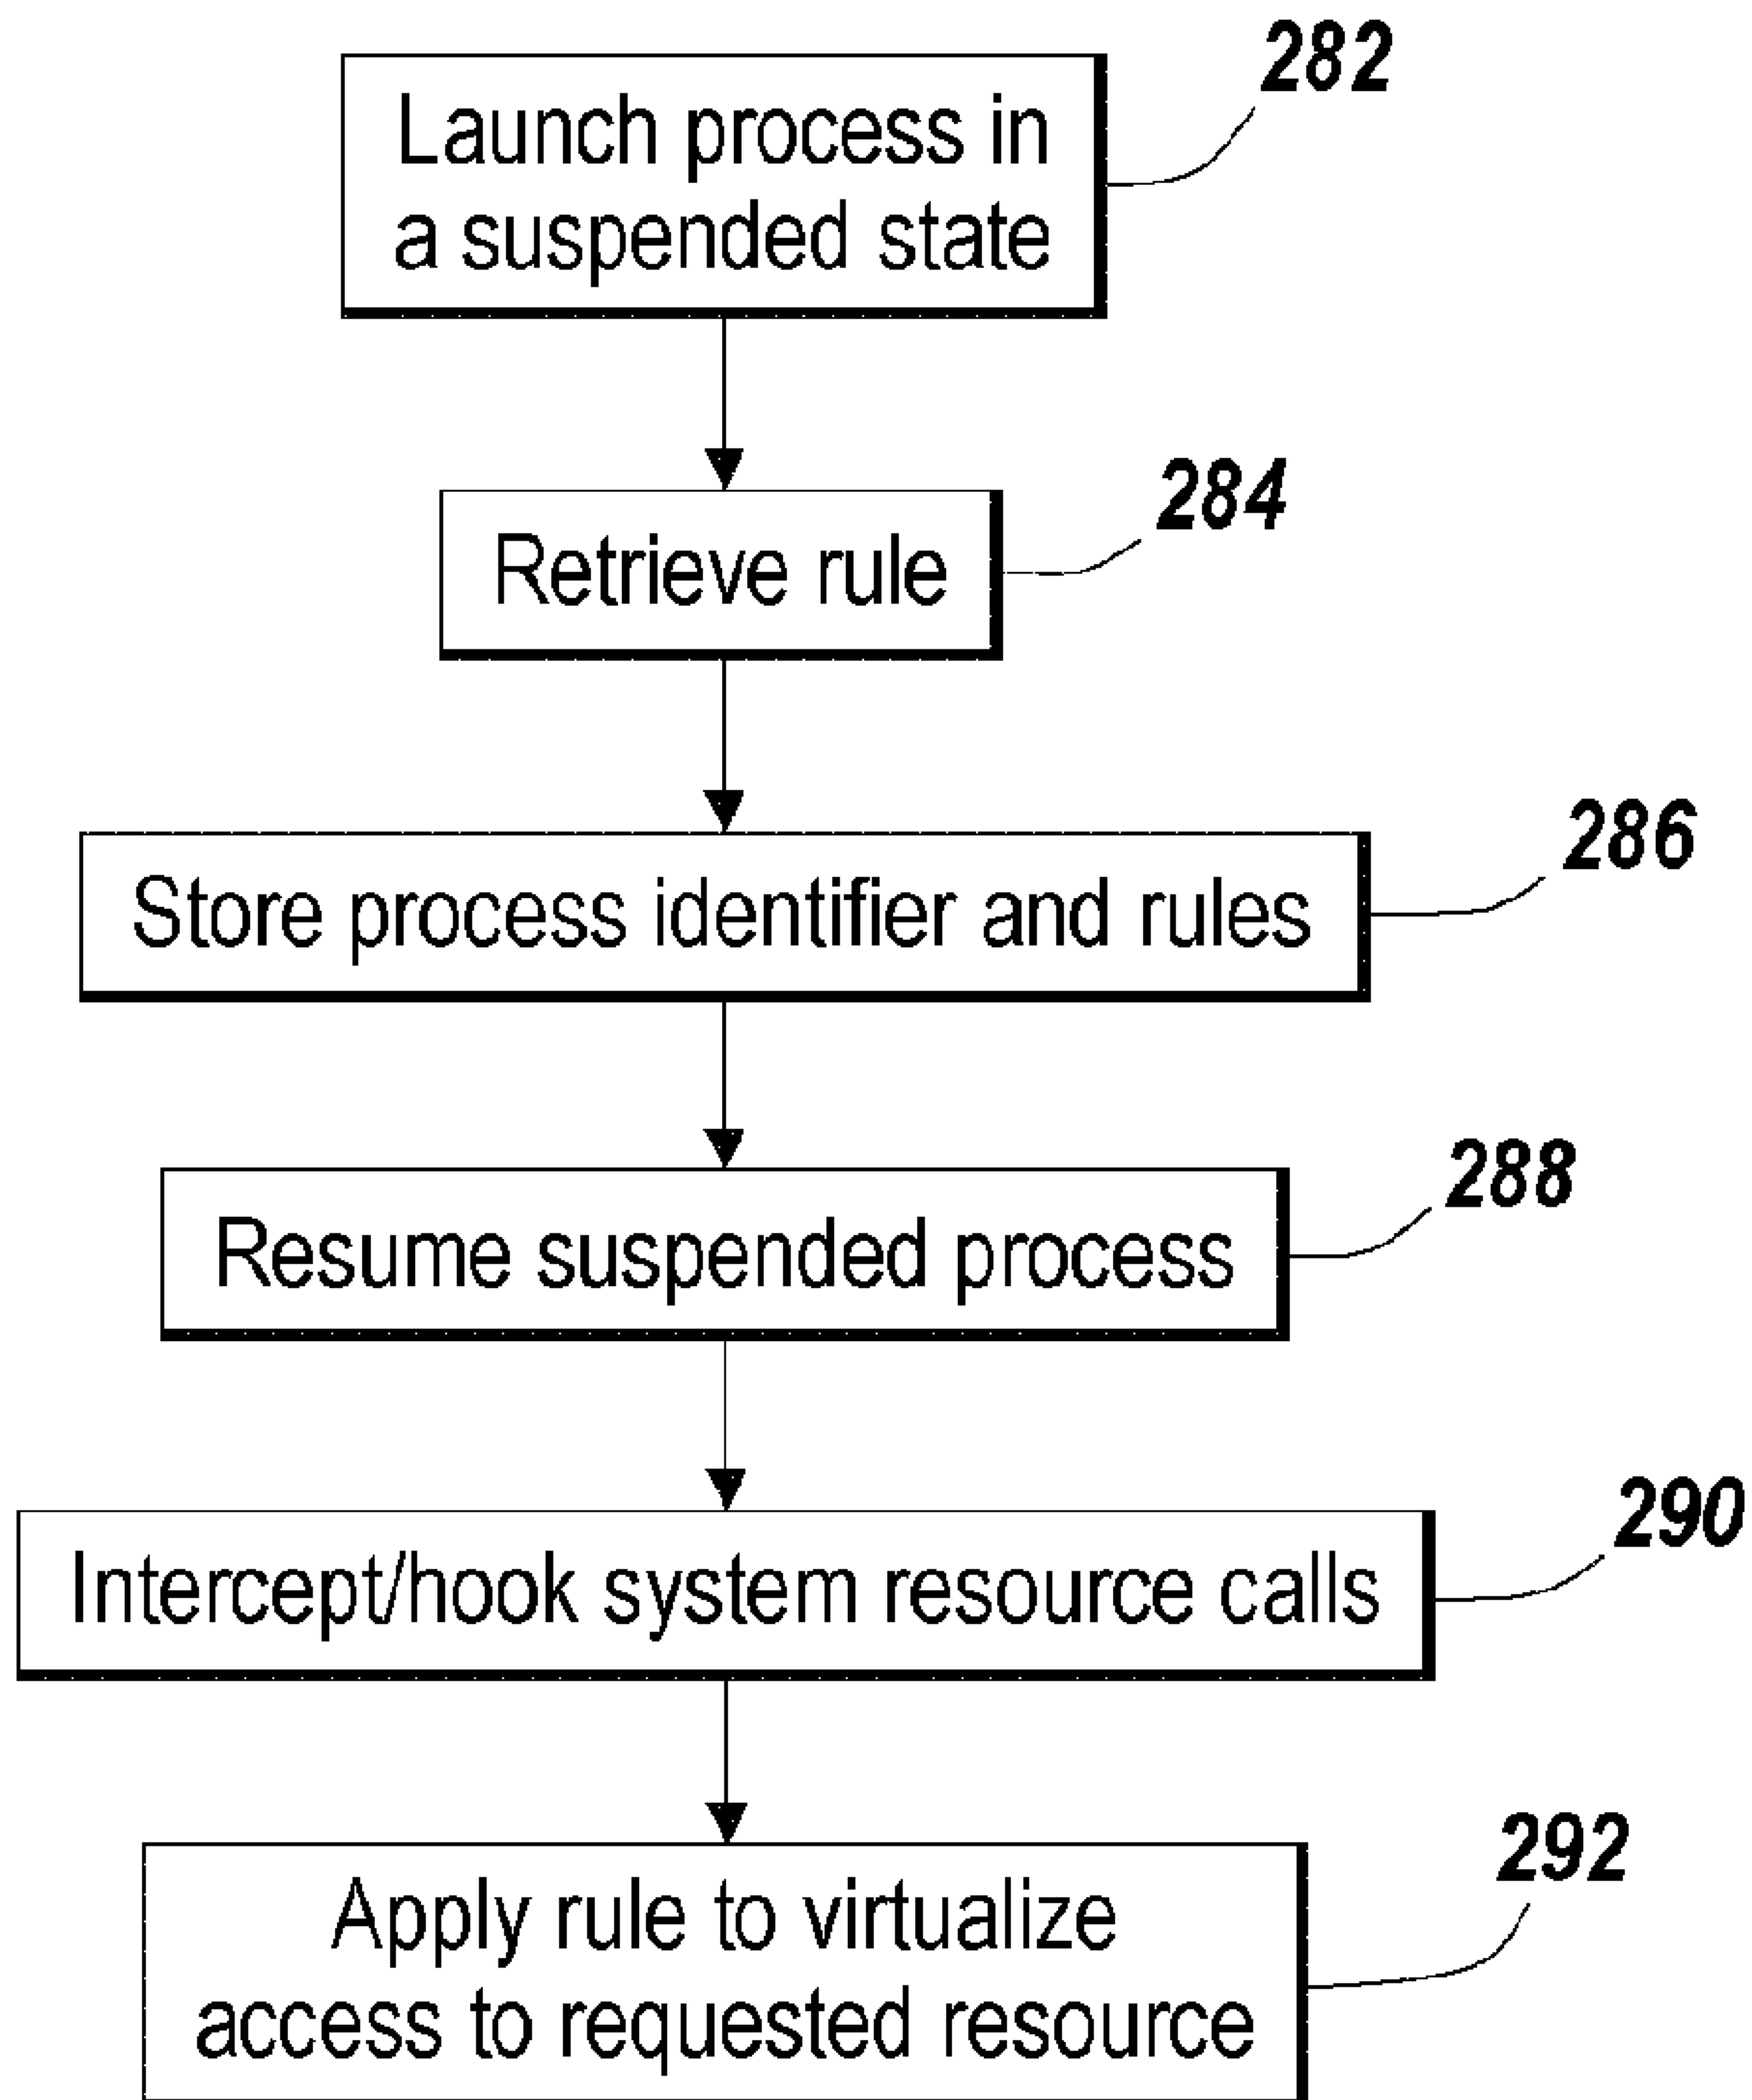 282
Launch process in
a suspended state
284
Retrieve rule
286
Store process identifier and rules
288
Resume suspended process
290
Intercept/hook system resource calls
292
Apply rule to virtualize
access to requested resource